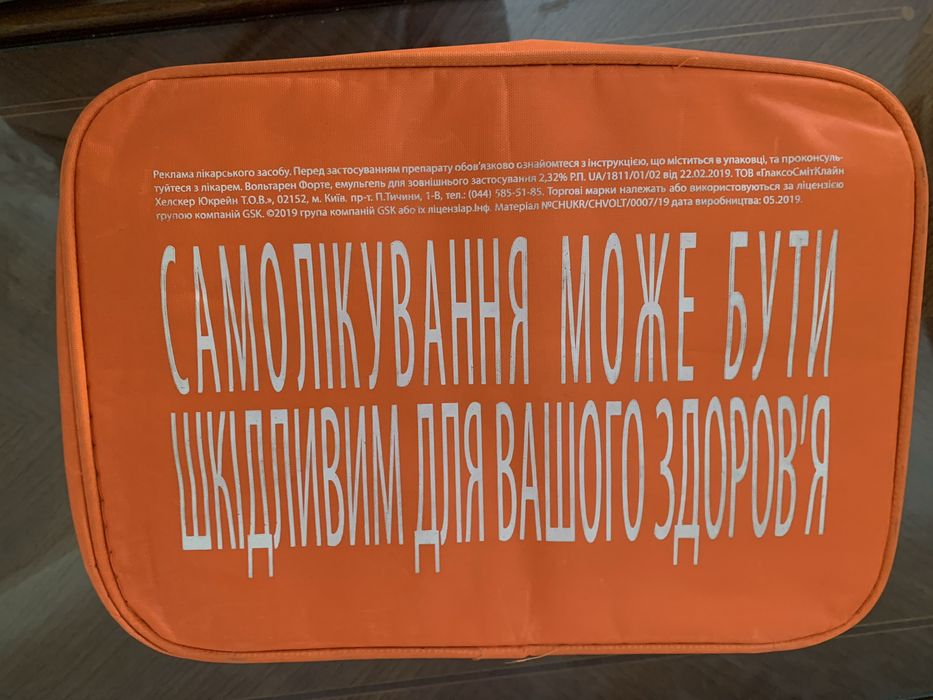 Реклама лікарського засобу. Перед застосуванням препарату обов'язково ознайомтеся з інструкцією, що міститься в упаковці, та проконсуль-
туйтеся з лікарем. Вольтарен Форте, емульгель для зовнішнього застосування 2,32% Р.П. UA/1811/01/02 від 22.02.2019. ТОВ «ГлаксоСмітКлайн
Хелскер Юкрейн Т.О.В.», 02152, м. Київ. пр-т. П.Тичини, 1-В, тел.: (044) 585-51-85. Торгові марки належать або використовуються за ліцензією
групою компаній GSK. ©2019 група компаній GSK або їх ліцензіар.Інф. Матеріал №CHUKR/CHVOLT/0007/19 дата виробництва: 05.2019.
САМОЛІКУВАННЯ МОЖЕ БУТИ
ШКІДЛИВИМ ДЛЯ ВАШОГО ЗДОРОВ'Я